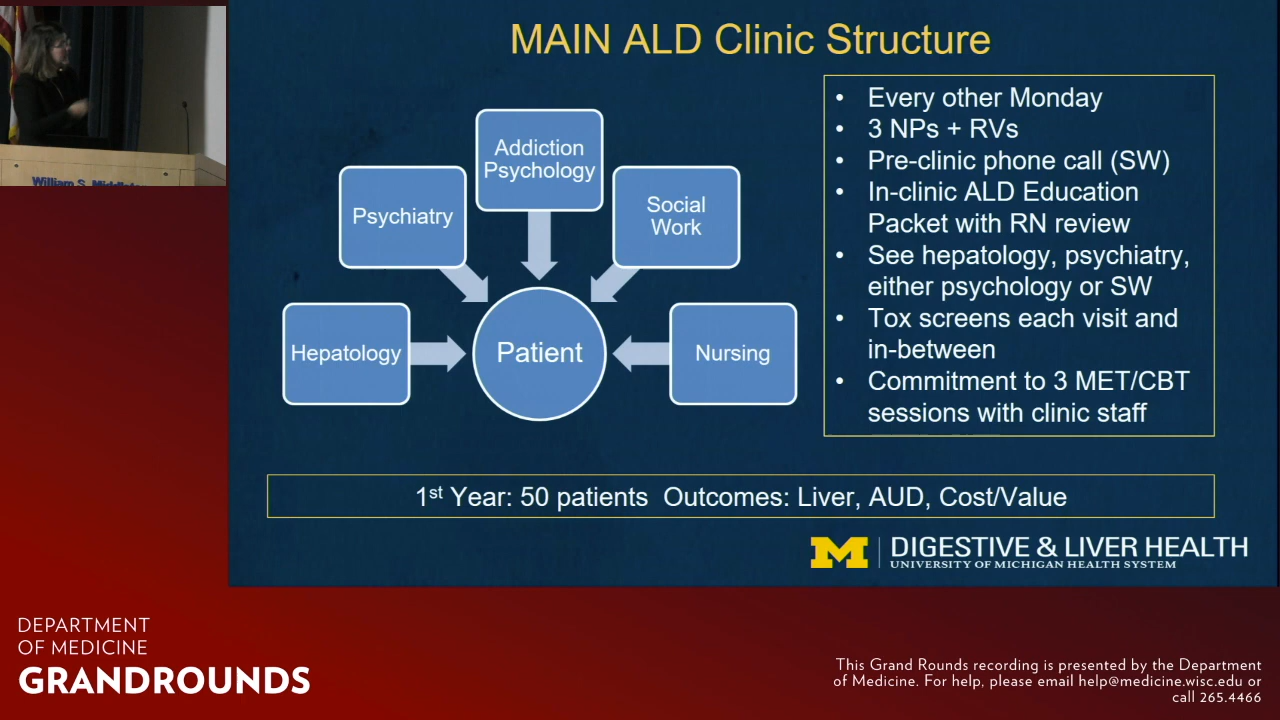 MAIN ALD Clinic Structure
Addiction
Psychology
Psychiatry
Social
Work
Hepatology
Patient
Nursing
• Every other Monday
• 3 NPs + RVs
• Pre-clinic phone call (SW)
• In-clinic ALD Education
Packet with RN review
• See hepatology, psychiatry,
either psychology or SW
• Tox screens each visit and
in-between
• Commitment to 3 MET/CBT
sessions with clinic staff
1st Year: 50 patients Outcomes: Liver, AUD, Cost/Value
M DIGESTIVE & LIVER HEALTH
UNIVERSITY OF MICHIGAN HEALTH SYSTEM
William S.
DEPARTMENT
OF MEDICINE
GRANDROUNDS
This Grand Rounds recording is presented by the Department
of Medicine. For help, please email help@medicine.wisc.edu or
call 265.4466